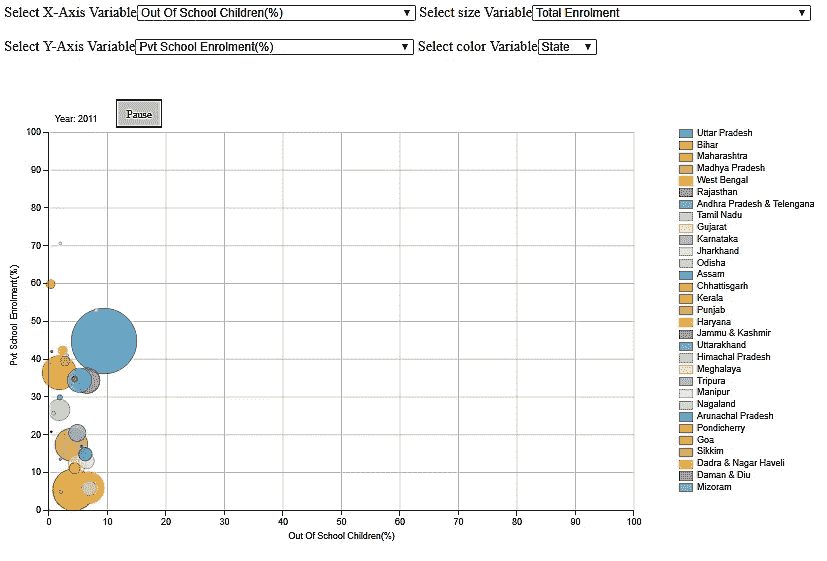 Select X-Axis Variable Out Of School Children(%) ▼ Select size Variable Total Enrolment ▼
Select Y-Axis Variable Pvt School Enrolment(%) ▼ Select color Variable State ▼
Year: 2011
Pause
100
90
80
70
60
50
40
30
20
10
0
Pvt School Enrolment(%)
0 10 20 30 40 50 60 70 80 90 100
Out Of School Children(%)
Uttar Pradesh
Bihar
Maharashtra
Madhya Pradesh
West Bengal
Rajasthan
Andhra Pradesh & Telengana
Tamil Nadu
Gujarat
Karnataka
Jharkhand
Odisha
Assam
Chhattisgarh
Kerala
Punjab
Haryana
Jammu & Kashmir
Uttarakhand
Himachal Pradesh
Meghalaya
Tripura
Manipur
Nagaland
Arunachal Pradesh
Pondicherry
Goa
Sikkim
Dadra & Nagar Haveli
Daman & Diu
Mizoram